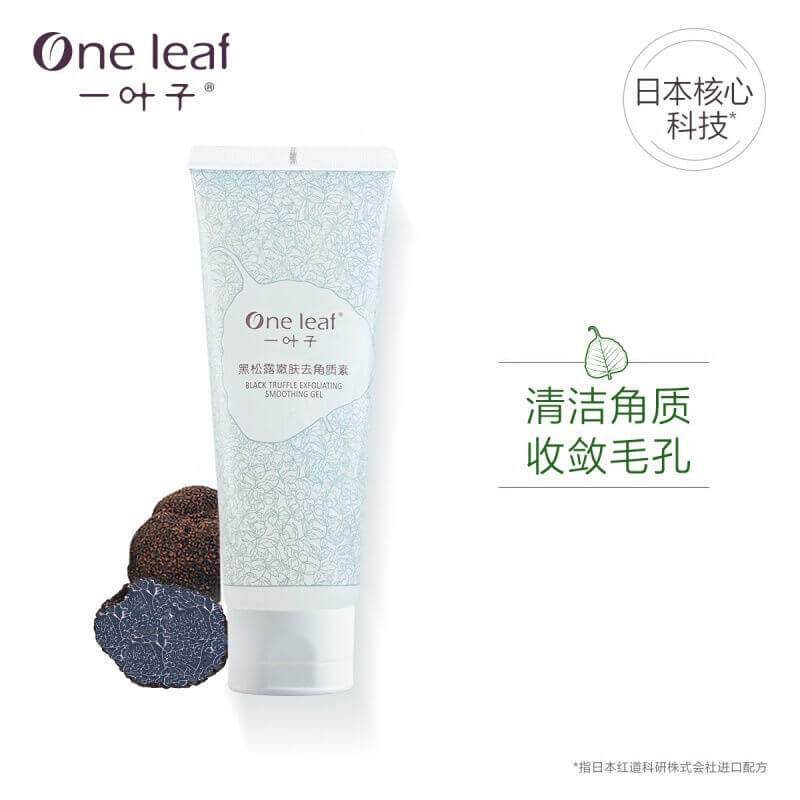 One leaf
一叶子®
日本核心
科技*
One leaf®
一叶子
黑松露嫩肤去角质素
BLACK TRUFFLE EXFOLIATING
SMOOTHING GEL
清洁角质
收敛毛孔
*指日本红道科研株式会社进口配方